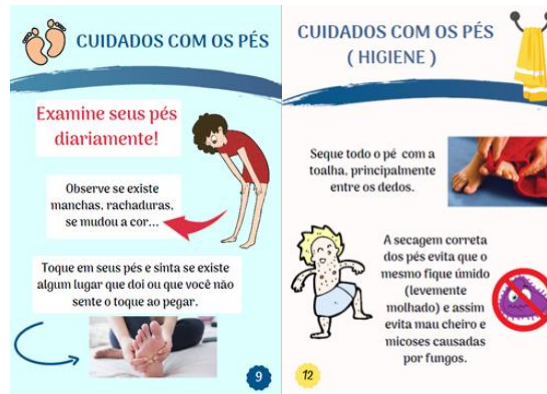 CUIDADOS COM OS PÉS
Examine seus pés
diariamente!
Observe se existe
manchas, rachaduras,
se mudou a cor...
Toque em seus pés e sinta se existe
algum lugar que doi ou que você não
sente o toque ao pegar.
9
CUIDADOS COM OS PÉS
( HIGIENE )
Seque todo o pé com a
toalha, principalmente
entre os dedos.
A secagem correta
dos pés evita que o
mesmo fique úmido
(levemente
molhado) e assim
evita mau cheiro e
micoses causadas
por fungos.
12